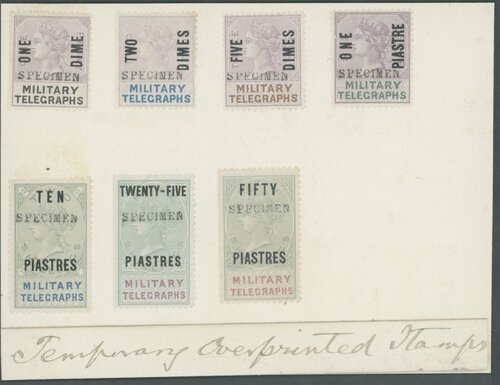 ONE DIME
SPECIMEN
MILITARY
TELEGRAPHS
TWO DIMES
SPECIMEN
MILITARY
TELEGRAPHS
FIVE DIMES
SPECIMEN
MILITARY
TELEGRAPHS
ONE PIASTRE
SPECIMEN
MILITARY
TELEGRAPHS
TEN
SPECIMEN
PIASTRES
MILITARY
TELEGRAPHS
TWENTY-FIVE
SPECIMEN
PIASTRES
MILITARY
TELEGRAPHS
FIFTY
SPECIMEN
PIASTRES
MILITARY
TELEGRAPHS
Temporary Overprinted Stamps